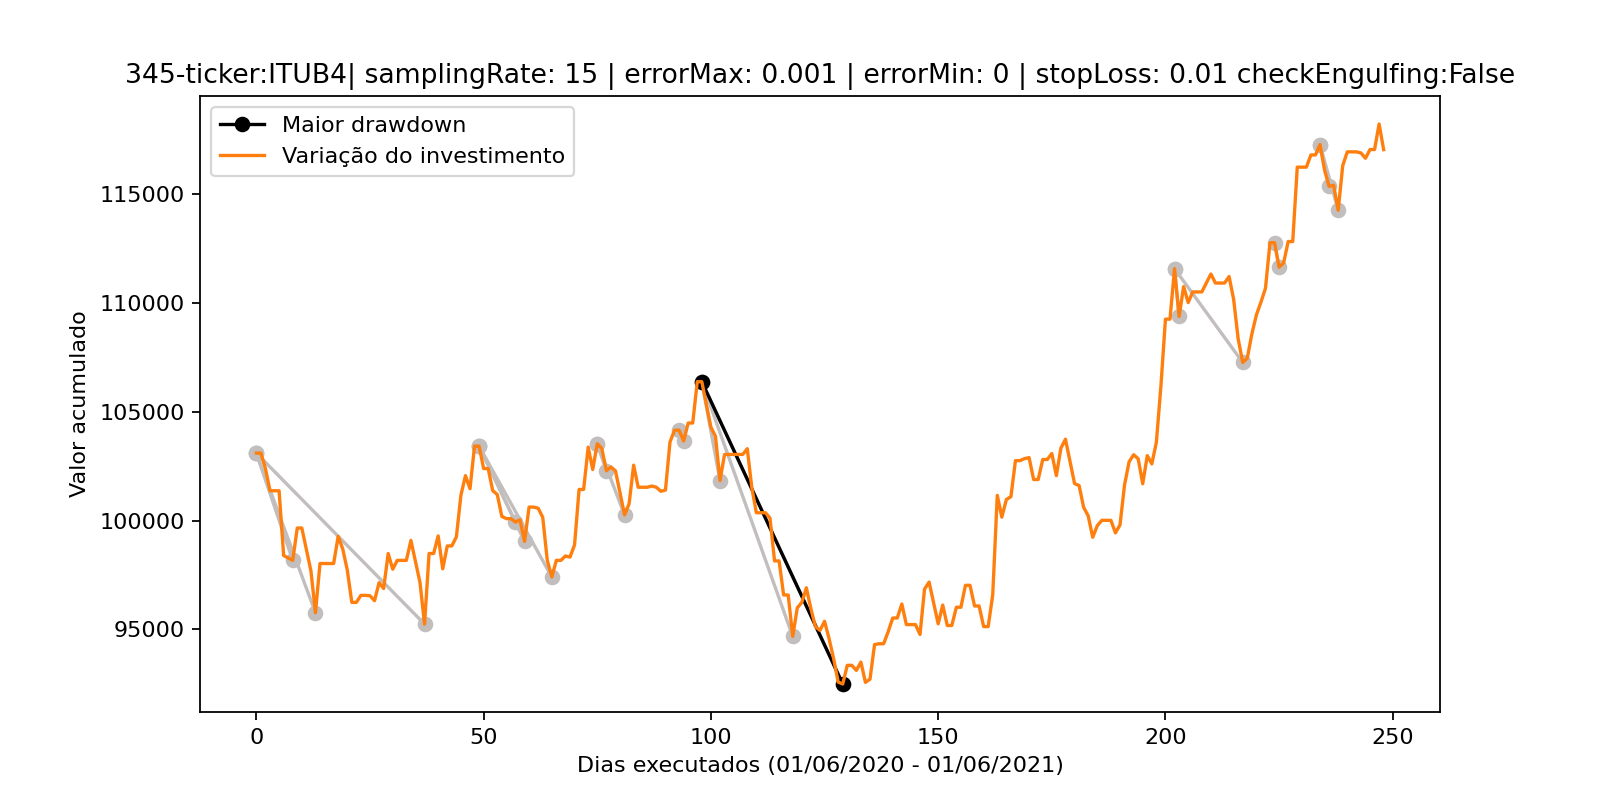 345-ticker:ITUB4| samplingRate: 15 | errorMax: 0.001 | errorMin: 0 | stopLoss: 0.01 checkEngulfing:False
Maior drawdown
Variação do investimento
Valor acumulado
115000
110000
105000
100000
95000
0 50 100 150 200 250
Dias executados (01/06/2020 - 01/06/2021)